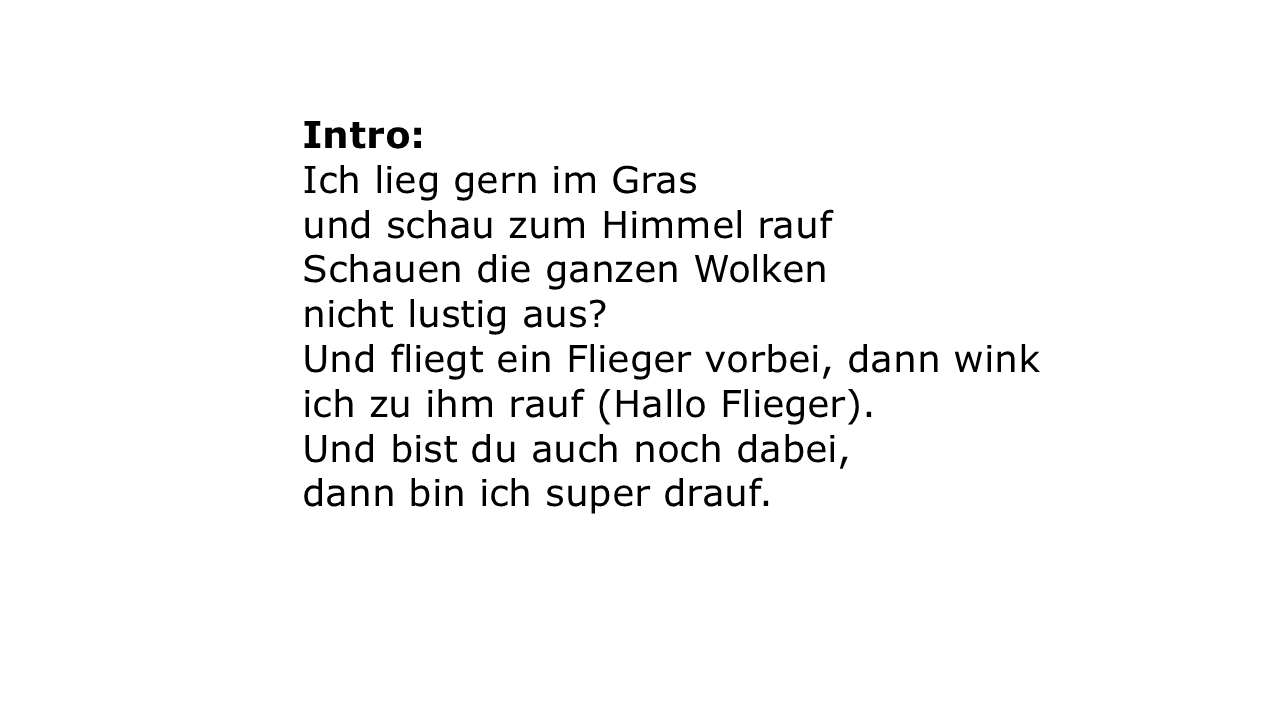 Intro:
Ich lieg gern im Gras
und schau zum Himmel rauf
Schauen die ganzen Wolken
nicht lustig aus?
Und fliegt ein Flieger vorbei, dann wink
ich zu ihm rauf (Hallo Flieger).
Und bist du auch noch dabei,
dann bin ich super drauf.